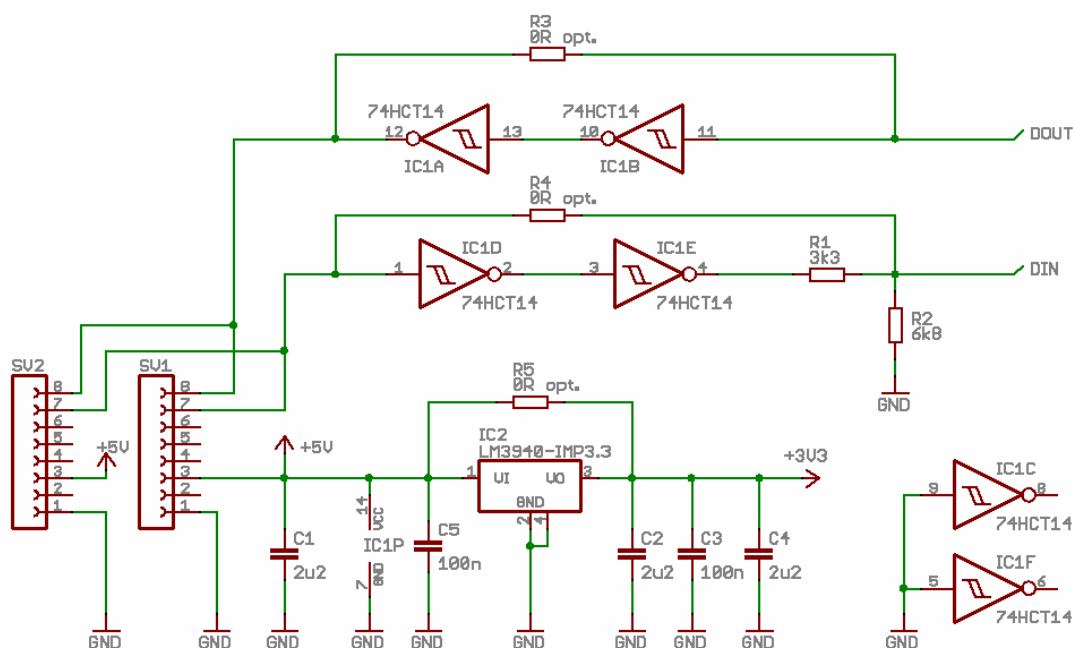 R3
0R opt.
74HCT14
74HCT14
12
13
10
11
DOUT
IC1A
IC1B
R4
0R opt.
IC1D
IC1E
R1
3k3
1
2
3
4
DIN
74HCT14
74HCT14
R2
6k8
GND
SV2
SV1
8
7
6
5
4
3
2
1
8
7
6
5
4
3
2
1
+5V
+5V
R5
0R opt.
IC2
LM3940-IMP3.3
1
VI
VO
3
GND
2
4
+3V3
14
VCC
IC1P
7
GND
C1
2u2
C5
100n
C2
2u2
C3
100n
C4
2u2
IC1C
9
8
74HCT14
IC1F
5
6
74HCT14
GND
GND
GND
GND
GND
GND
GND
GND
GND
GND